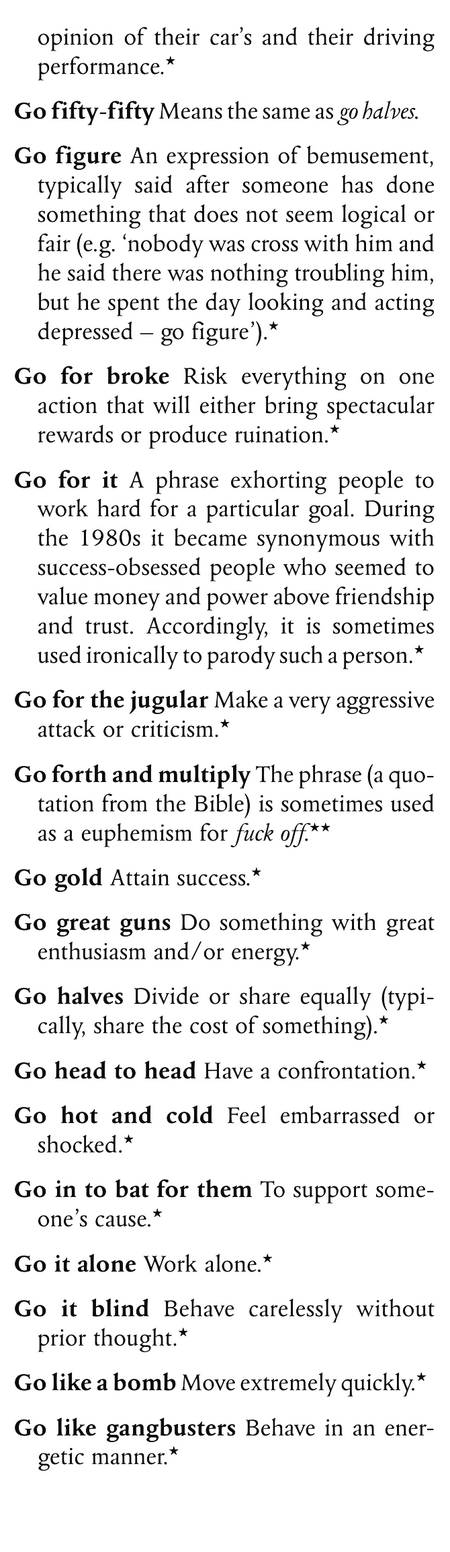 opinion of their car's and their driving
performance.★
Go fifty-fifty Means the same as go halves.
Go figure An expression of bemusement,
typically said after someone has done
something that does not seem logical or
fair (e.g. ‘nobody was cross with him and
he said there was nothing troubling him,
but he spent the day looking and acting
depressed – go figure’).★
Go for broke Risk everything on one
action that will either bring spectacular
rewards or produce ruination.★
Go for it A phrase exhorting people to
work hard for a particular goal. During
the 1980s it became synonymous with
success-obsessed people who seemed to
value money and power above friendship
and trust. Accordingly, it is sometimes
used ironically to parody such a person.★
Go for the jugular Make a very aggressive
attack or criticism.★
Go forth and multiply The phrase (a quo-
tation from the Bible) is sometimes used
as a euphemism for fuck off.★★
Go gold Attain success.★
Go great guns Do something with great
enthusiasm and/or energy.★
Go halves Divide or share equally (typi-
cally, share the cost of something).★
Go head to head Have a confrontation.★
Go hot and cold Feel embarrassed or
shocked.★
Go in to bat for them To support some-
one’s cause.★
Go it alone Work alone.★
Go it blind Behave carelessly without
prior thought.★
Go like a bomb Move extremely quickly.★
Go like gangbusters Behave in an ener-
getic manner.★